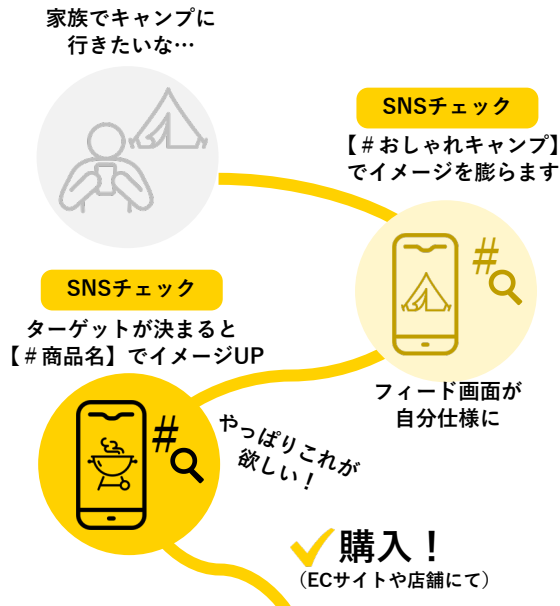 家族でキャンプに
行きたいな…
SNSチェック
【＃おしゃれキャンプ】
でイメージを膨らます
#
フィード画面が
自分仕様に
SNSチェック
ターゲットが決まると
【＃商品名】でイメージUP
#
やっぱりこれが
欲しい！
購入！
（ECサイトや店舗にて）